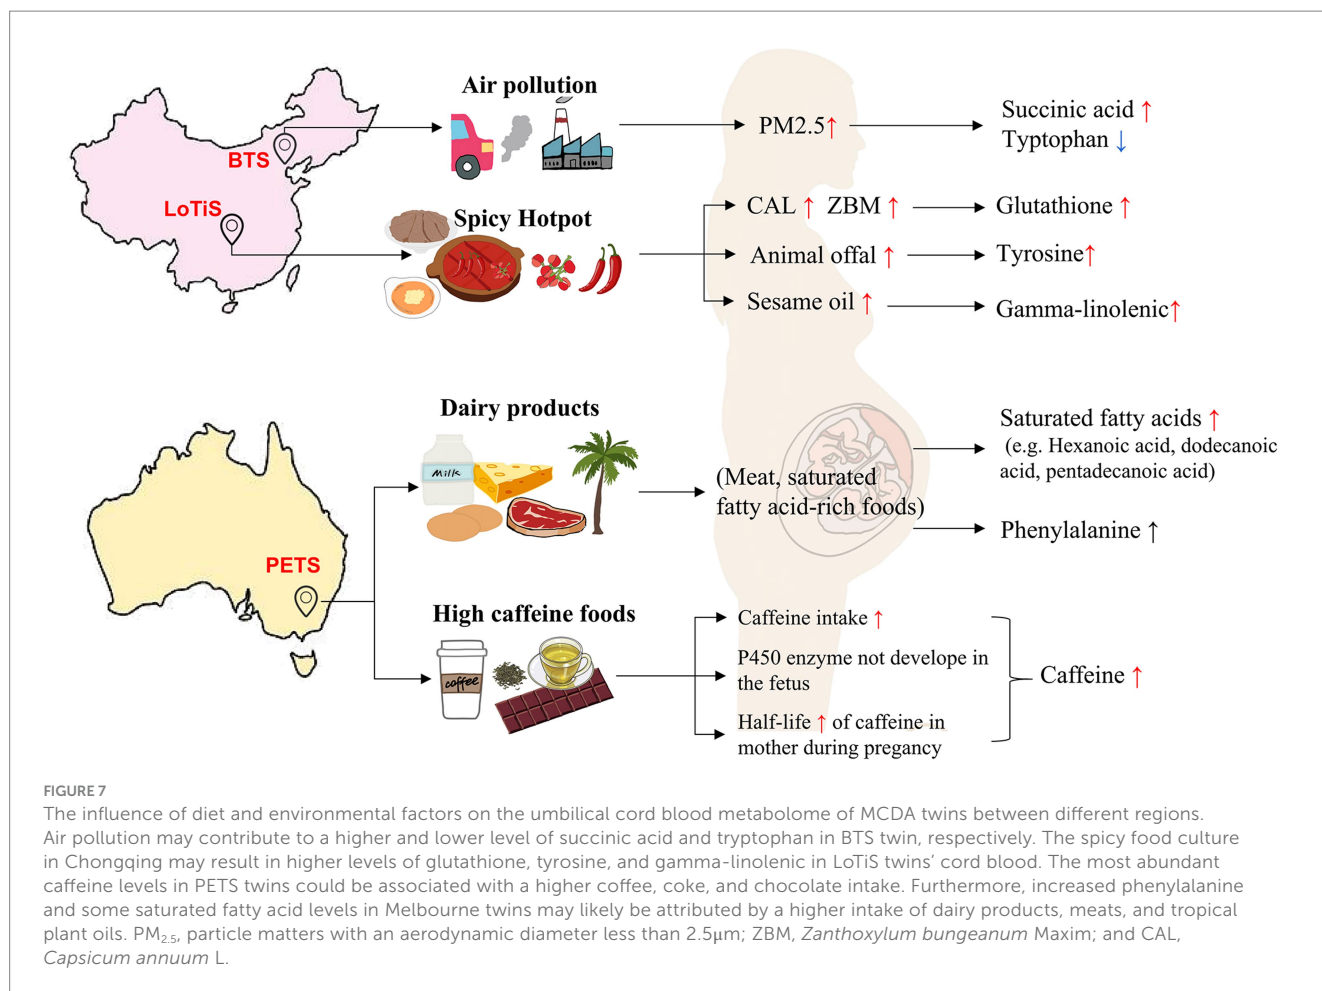 Air pollution
BTS
PM2.5↑
Succinic acid ↑
Typtophan ↓
LoTiS
Spicy Hotpot
CAL ↑ ZBM ↑
Glutathione ↑
Animal offal ↑
Tyrosine↑
Sesame oil ↑
Gamma-linolenic↑
PETS
Dairy products
Milk
(Meat, saturated
fatty acid-rich foods)
Saturated fatty acids ↑
(e.g. Hexanoic acid, dodecanoic
acid, pentadecanoic acid)
Phenylalanine ↑
High caffeine foods
coffee
Caffeine intake ↑
P450 enzyme not develope in
the fetus
Half-life ↑ of caffeine in
mother during pregancy
Caffeine ↑
FIGURE 7
The influence of diet and environmental factors on the umbilical cord blood metabolome of MCDA twins between different regions.
Air pollution may contribute to a higher and lower level of succinic acid and tryptophan in BTS twin, respectively. The spicy food culture
in Chongqing may result in higher levels of glutathione, tyrosine, and gamma-linolenic in LoTiS twins’ cord blood. The most abundant
caffeine levels in PETS twins could be associated with a higher coffee, coke, and chocolate intake. Furthermore, increased phenylalanine
and some saturated fatty acid levels in Melbourne twins may likely be attributed by a higher intake of dairy products, meats, and tropical
plant oils. PM2.5, particle matters with an aerodynamic diameter less than 2.5μm; ZBM, Zanthoxylum bungeanum Maxim; and CAL,
Capsicum annuum L.